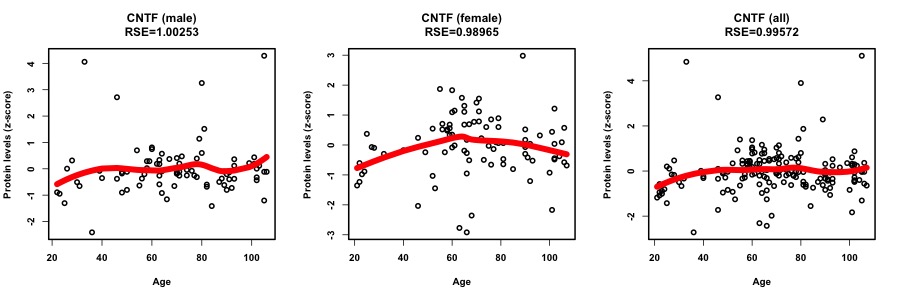 CNTF (male)
RSE=1.00253
Protein levels (z-score)
4
3
2
1
0
-1
-2
20 40 60 80 100
Age
CNTF (female)
RSE=0.98965
Protein levels (z-score)
3
2
1
0
-1
-2
-3
20 40 60 80 100
Age
CNTF (all)
RSE=0.99572
Protein levels (z-score)
4
2
0
-2
20 40 60 80 100
Age